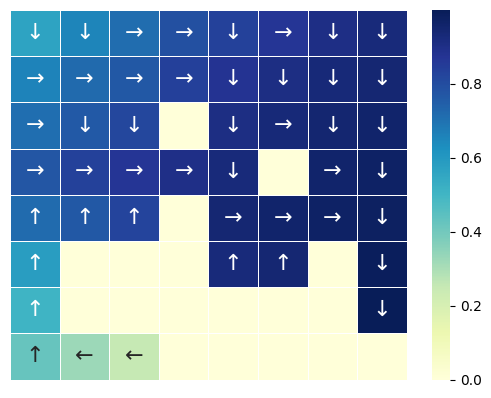 ↓ ↓ → → ↓ → ↓ ↓
→ → → → ↓ ↓ ↓ ↓
→ ↓ ↓ ↓ → ↓ ↓
→ → → → ↓ → ↓
↑ ↑ ↑ → → → ↓
↑ ↑ ↑ ↓
↑ ↓
↑ ← ←
0.8
0.6
0.4
0.2
0.0